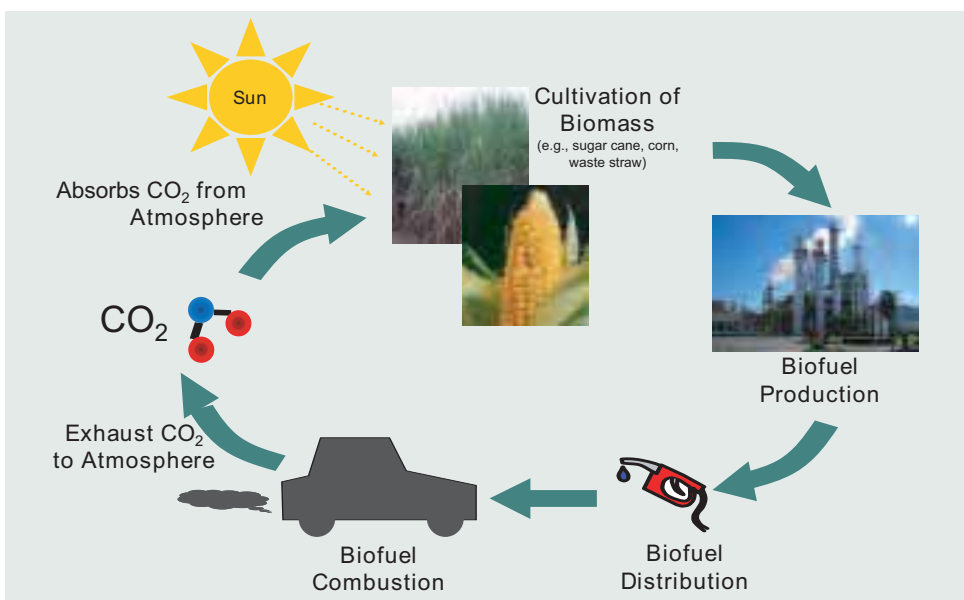 Sun
Cultivation of
Biomass
(e.g., sugar cane, corn,
waste straw)
Absorbs CO₂ from
Atmosphere
CO₂
Biofuel
Production
Exhaust CO₂
to Atmosphere
Biofuel
Combustion
Biofuel
Distribution